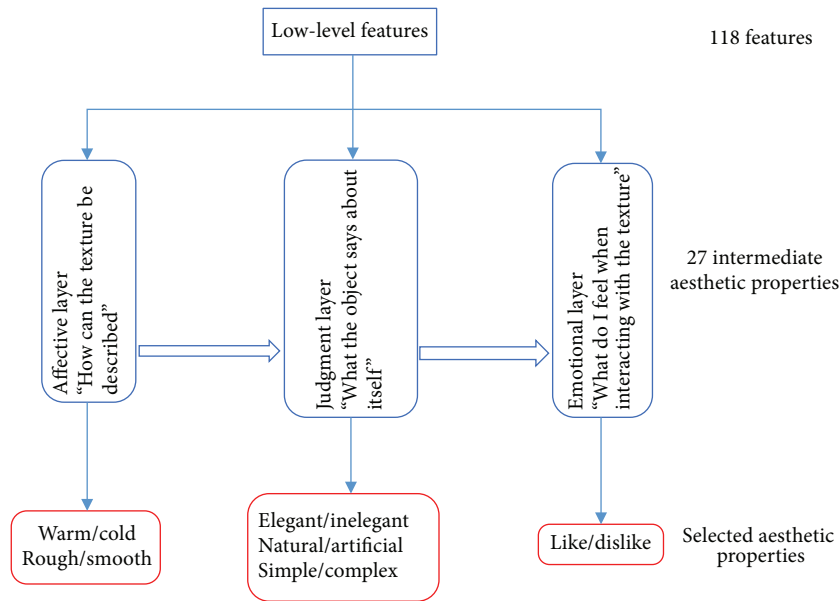 Low-level features
118 features
Affective layer
“How can the texture be
described”
Judgment layer
“What the object says about
itself”
Emotional layer
“What do I feel when
interacting with the texture”
27 intermediate
aesthetic properties
Warm/cold
Rough/smooth
Elegant/inelegant
Natural/artificial
Simple/complex
Like/dislike
Selected aesthetic
properties